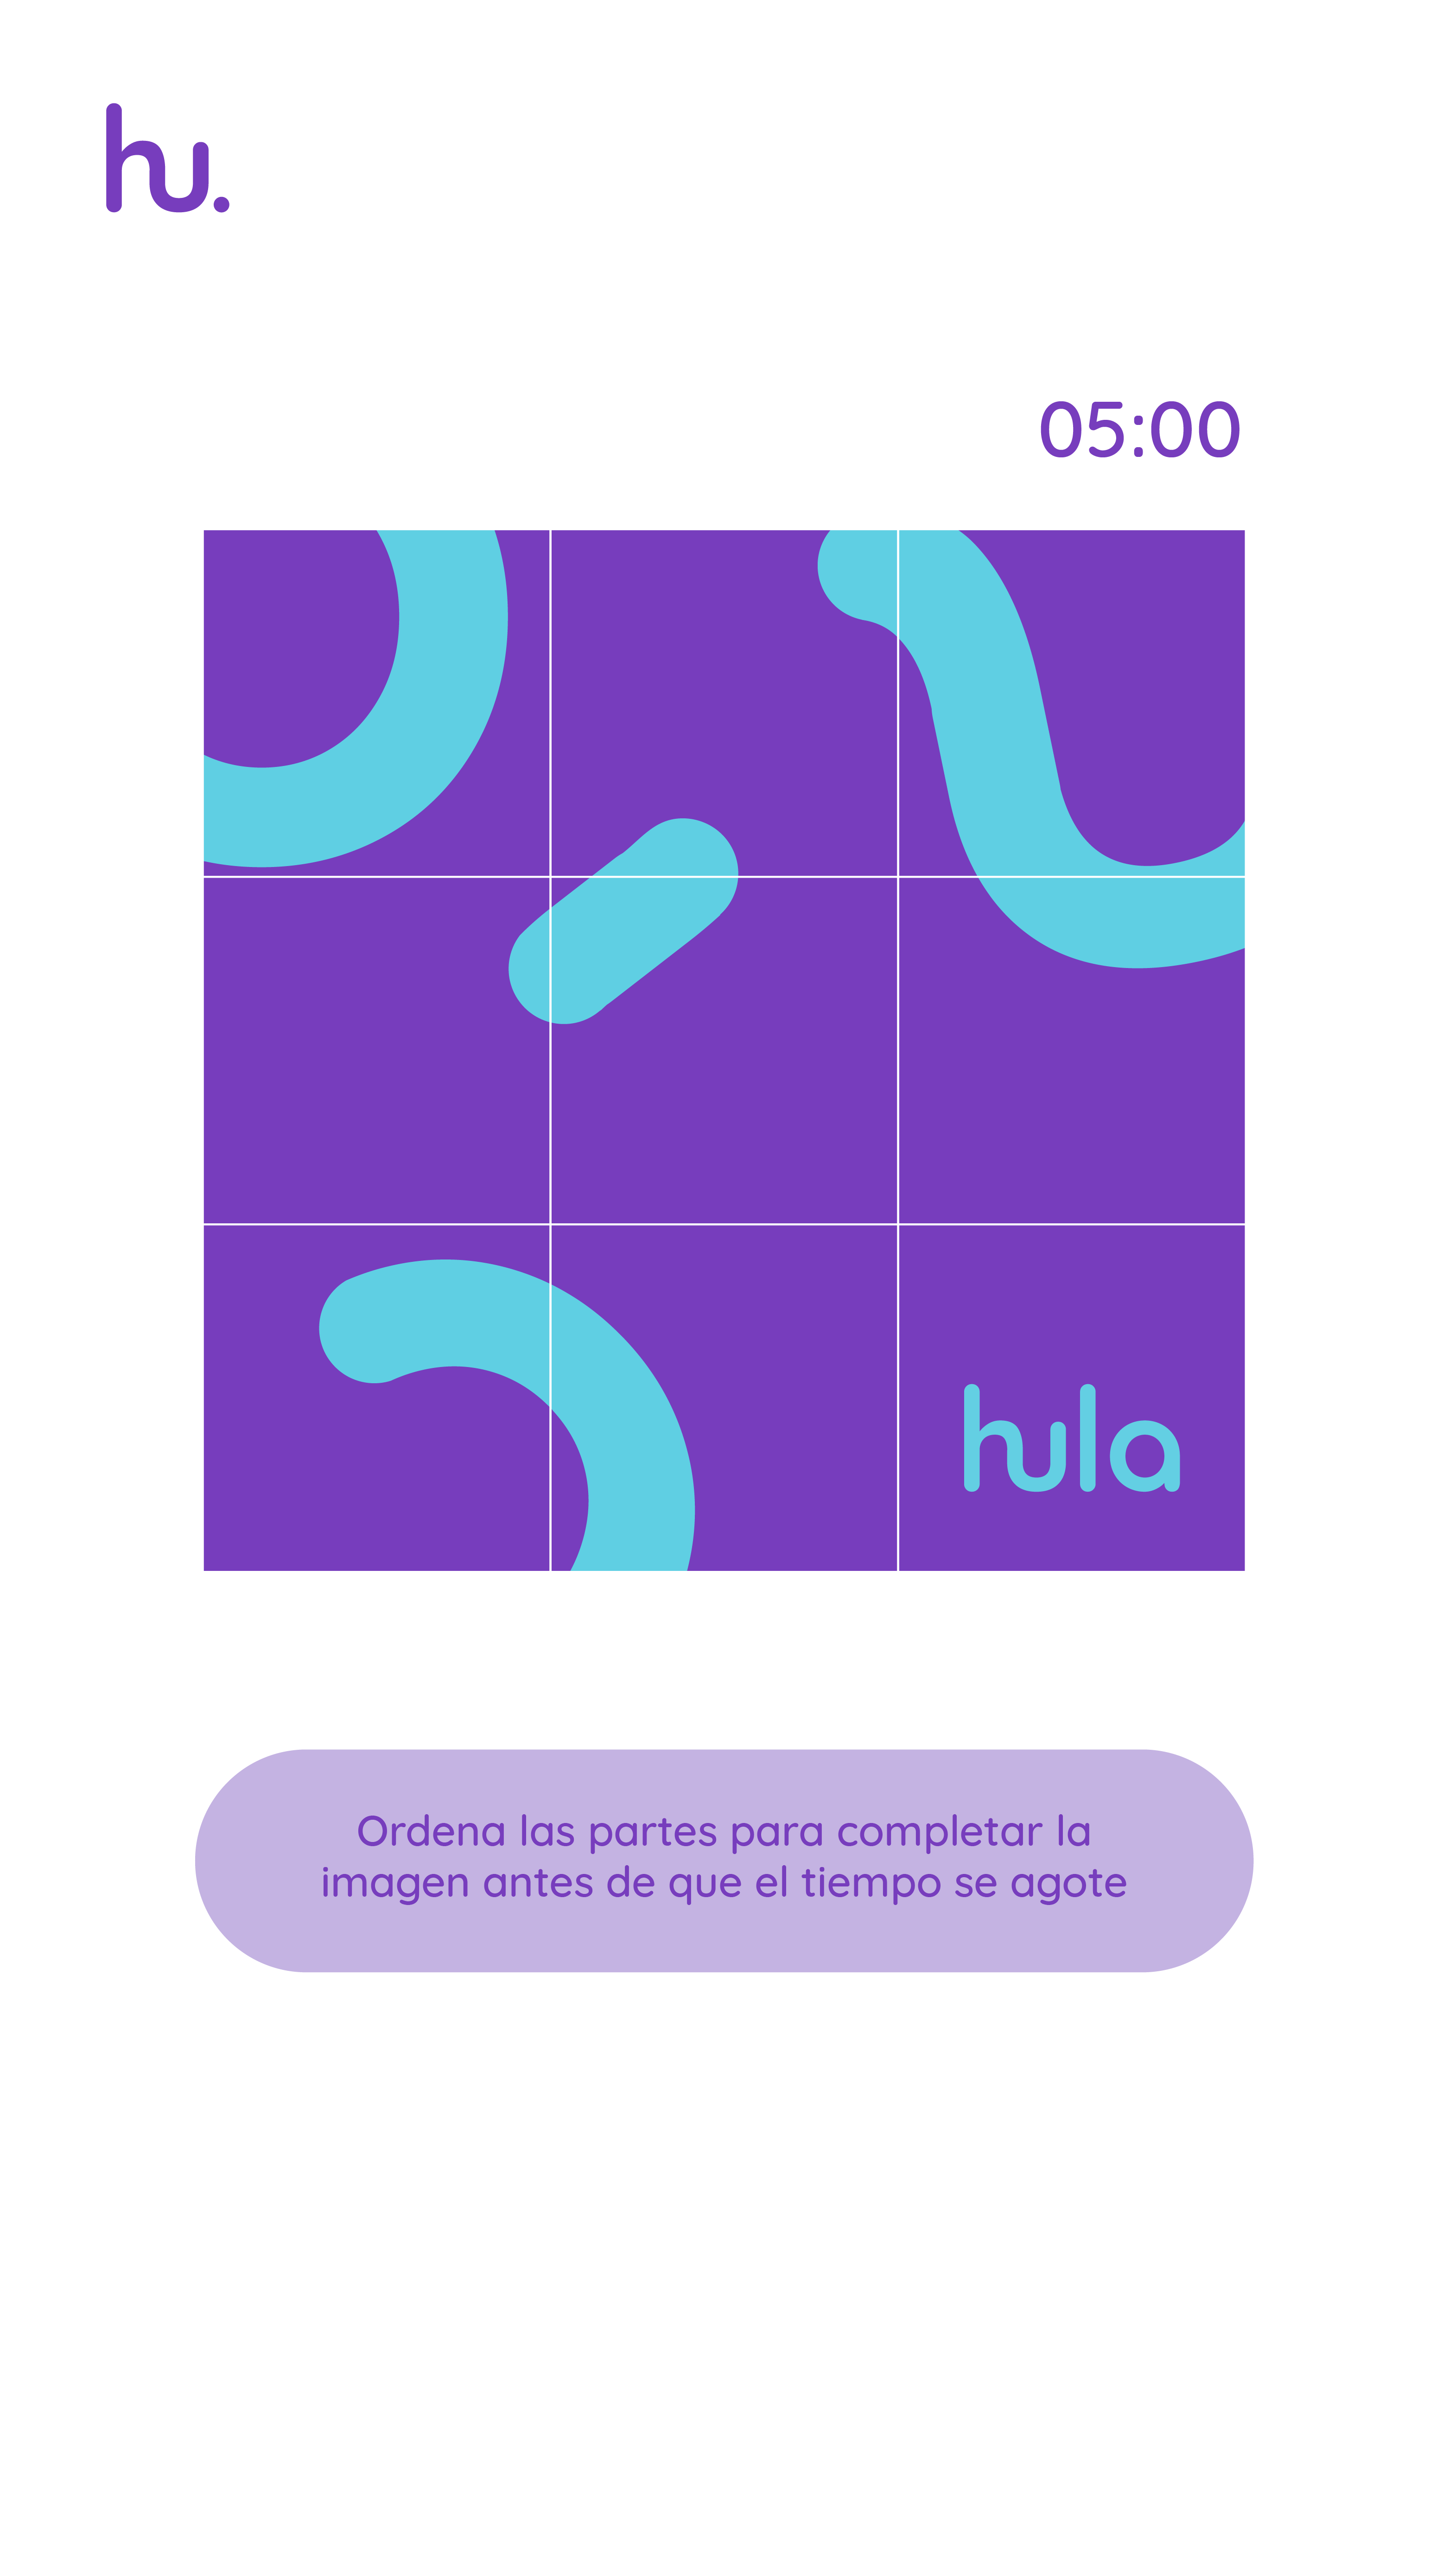 hu.
05:00
hula
Ordena las partes para completar la
imagen antes de que el tiempo se agote